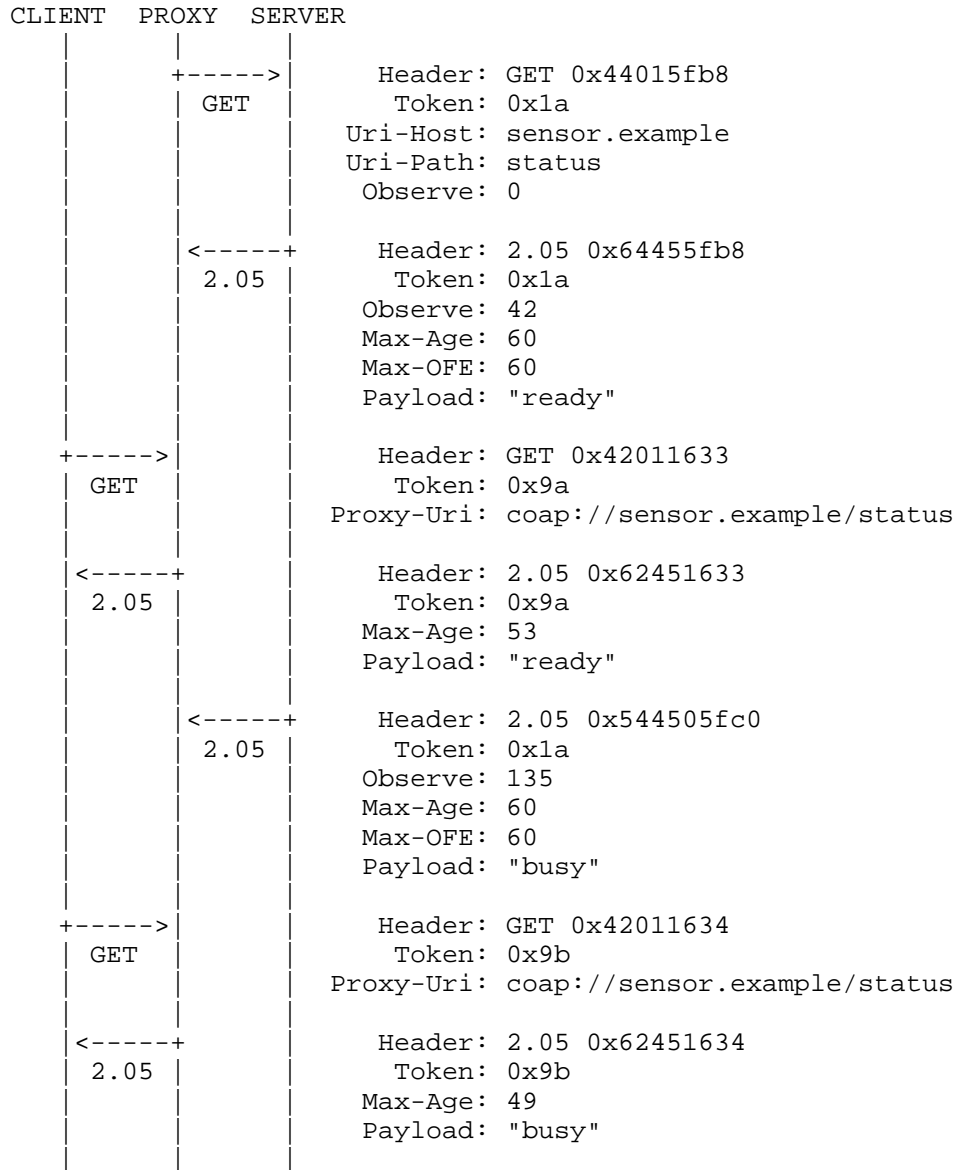 CLIENT  PROXY  SERVER
   |      |      |
   |      +----->|     Header: GET 0x44015fb8
   |      | GET  |      Token: 0x1a
   |      |      |   Uri-Host: sensor.example
   |      |      |   Uri-Path: status
   |      |      |    Observe: 0
   |      |      |
   |      |<-----+     Header: 2.05 0x64455fb8
   |      | 2.05 |      Token: 0x1a
   |      |      |    Observe: 42
   |      |      |    Max-Age: 60
   |      |      |    Max-OFE: 60
   |      |      |    Payload: "ready"
   |      |      |
   +----->|      |     Header: GET 0x42011633
   | GET  |      |      Token: 0x9a
   |      |      |  Proxy-Uri: coap://sensor.example/status
   |      |      |
   |<-----+      |     Header: 2.05 0x62451633
   | 2.05 |      |      Token: 0x9a
   |      |      |    Max-Age: 53
   |      |      |    Payload: "ready"
   |      |      |
   |      |<-----+     Header: 2.05 0x544505fc0
   |      | 2.05 |      Token: 0x1a
   |      |      |    Observe: 135
   |      |      |    Max-Age: 60
   |      |      |    Max-OFE: 60
   |      |      |    Payload: "busy"
   |      |      |
   +----->|      |     Header: GET 0x42011634
   | GET  |      |      Token: 0x9b
   |      |      |  Proxy-Uri: coap://sensor.example/status
   |      |      |
   |<-----+      |     Header: 2.05 0x62451634
   | 2.05 |      |      Token: 0x9b
   |      |      |    Max-Age: 49
   |      |      |    Payload: "busy"
   |      |      |